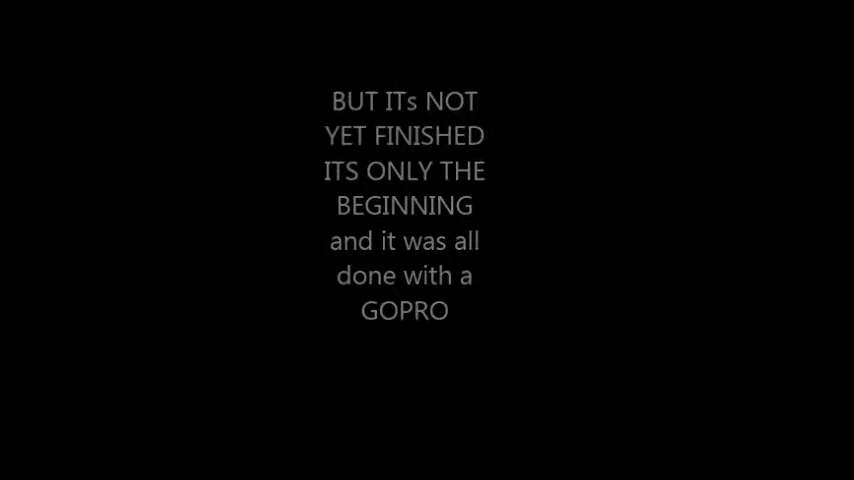 BUT ITs NOT
YET FINISHED
ITS ONLY THE
BEGINNING
and it was all
done with a
GOPRO